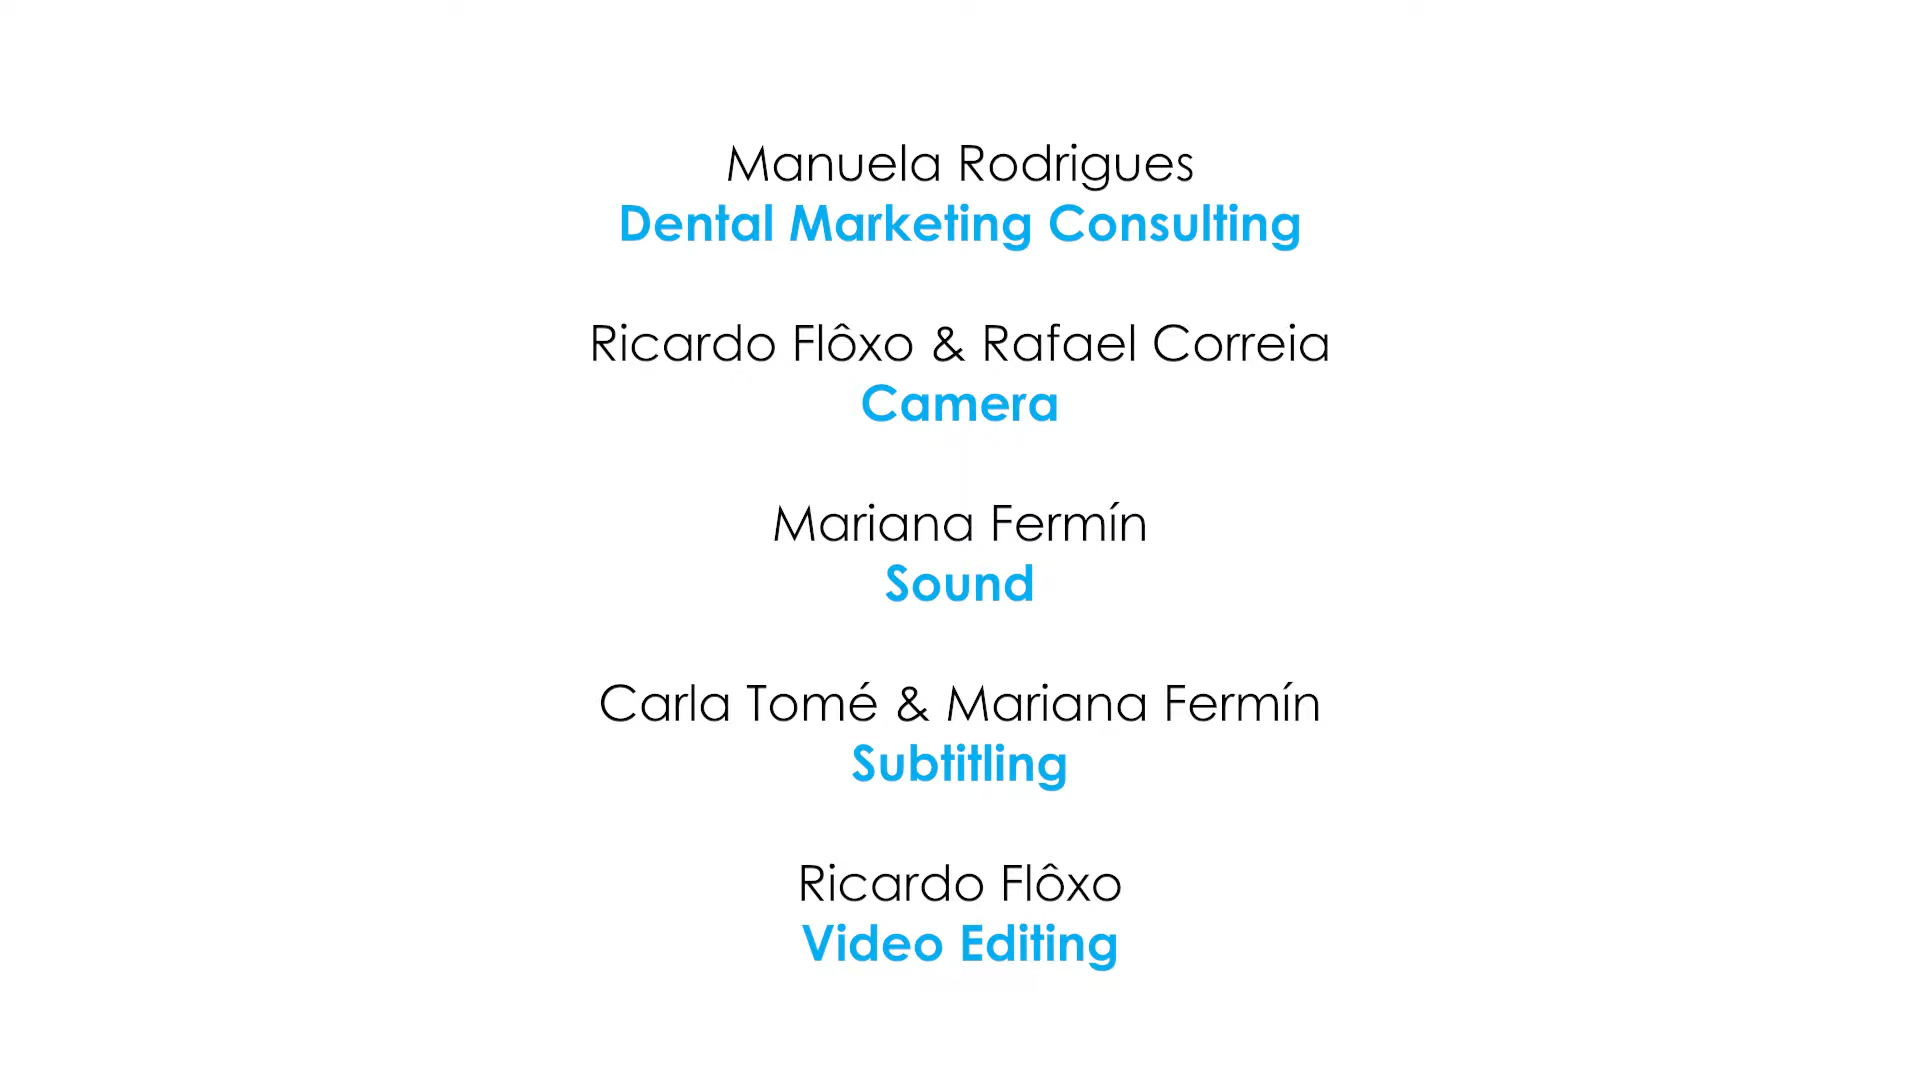 Manuela Rodrigues
Dental Marketing Consulting
Ricardo Flôxo & Rafael Correia
Camera
Mariana Fermín
Sound
Carla Tomé & Mariana Fermín
Subtitling
Ricardo Flôxo
Video Editing